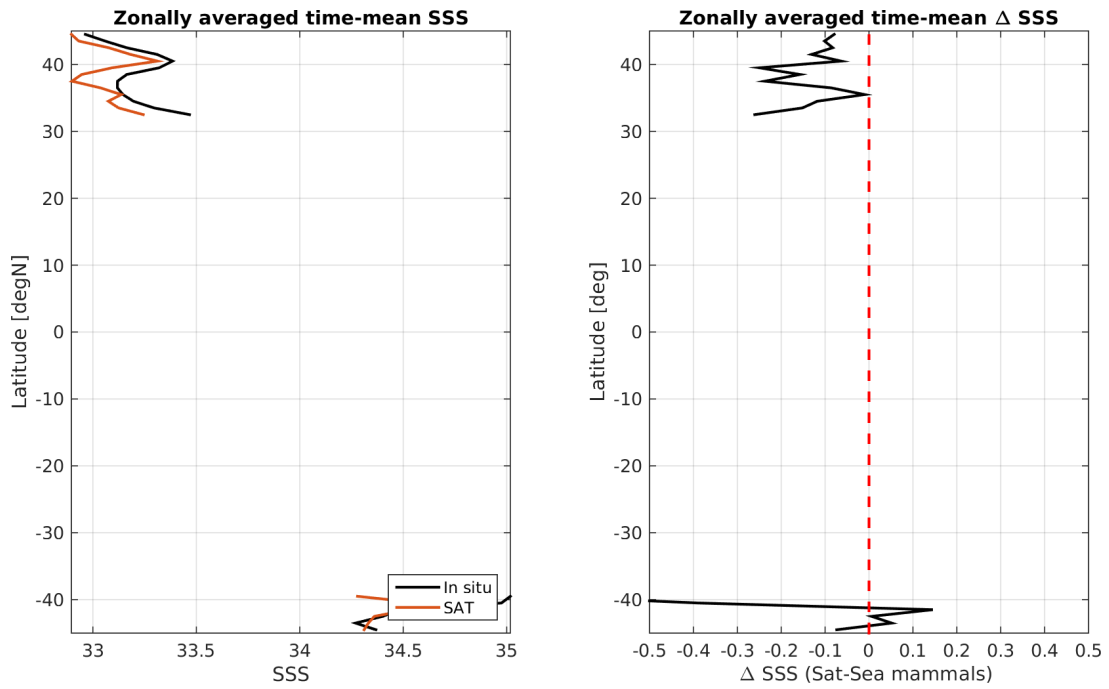 Zonally averaged time-mean SSS
40
30
20
10
0
-10
-20
-30
-40
Latitude [degN]
33
33.5
34
34.5
35
SSS
In situ
SAT
Zonally averaged time-mean Δ SSS
40
30
20
10
0
-10
-20
-30
-40
Latitude [deg]
-0.5 -0.4 -0.3 -0.2 -0.1 0 0.1 0.2 0.3 0.4 0.5
Δ SSS (Sat-Sea mammals)